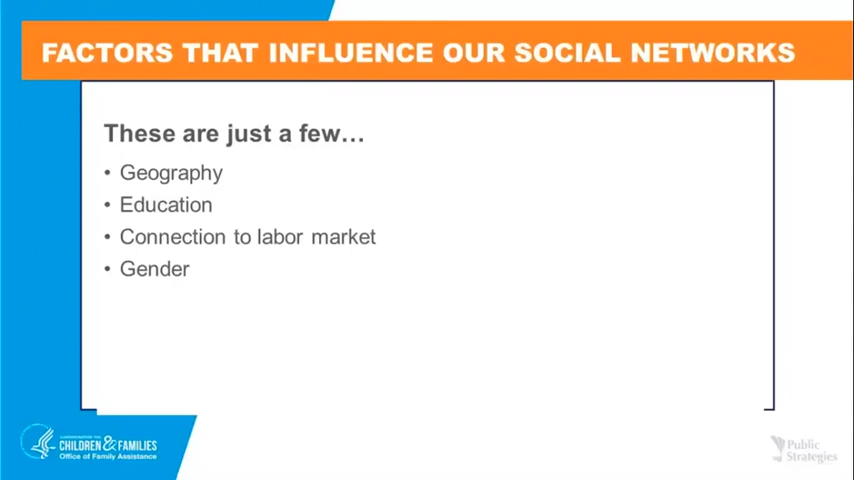 FACTORS THAT INFLUENCE OUR SOCIAL NETWORKS
These are just a few…
• Geography
• Education
• Connection to labor market
• Gender
CHILDREN & FAMILIES
Office of Family Assistance
Public
Strategies